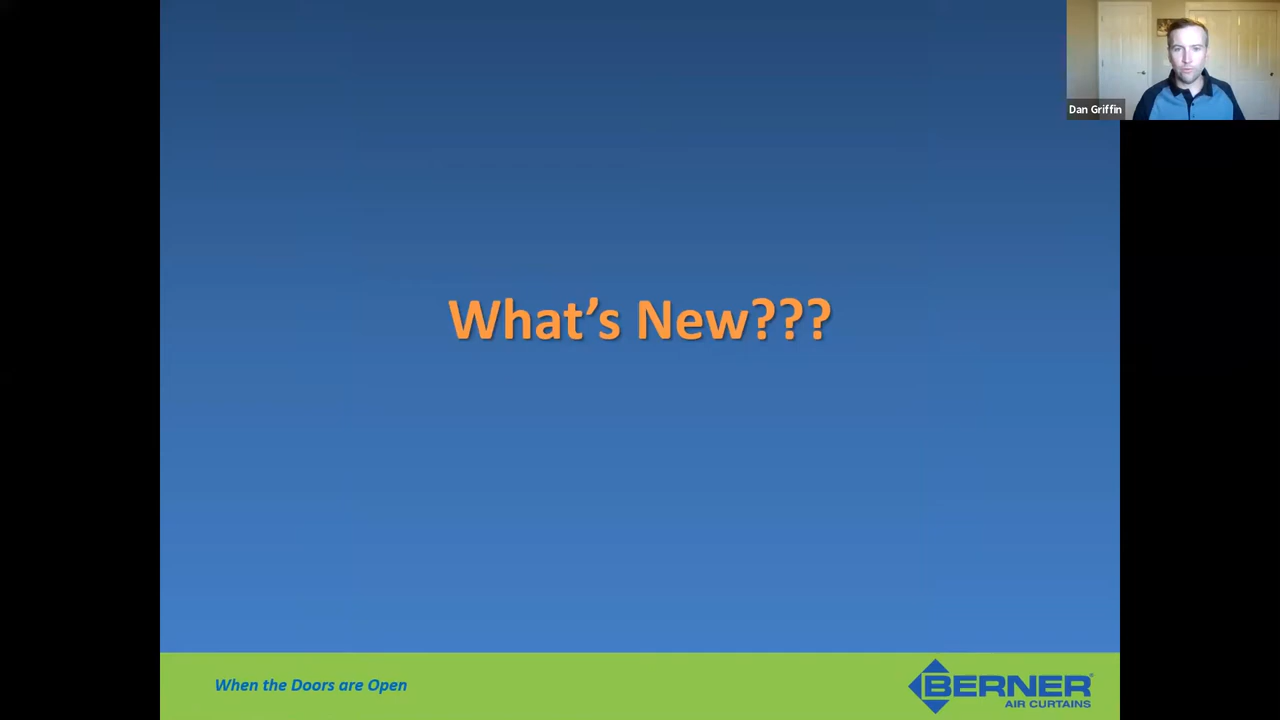 Dan Griffin
What's New???
When the Doors are Open
BERNER®
AIR CURTAINS